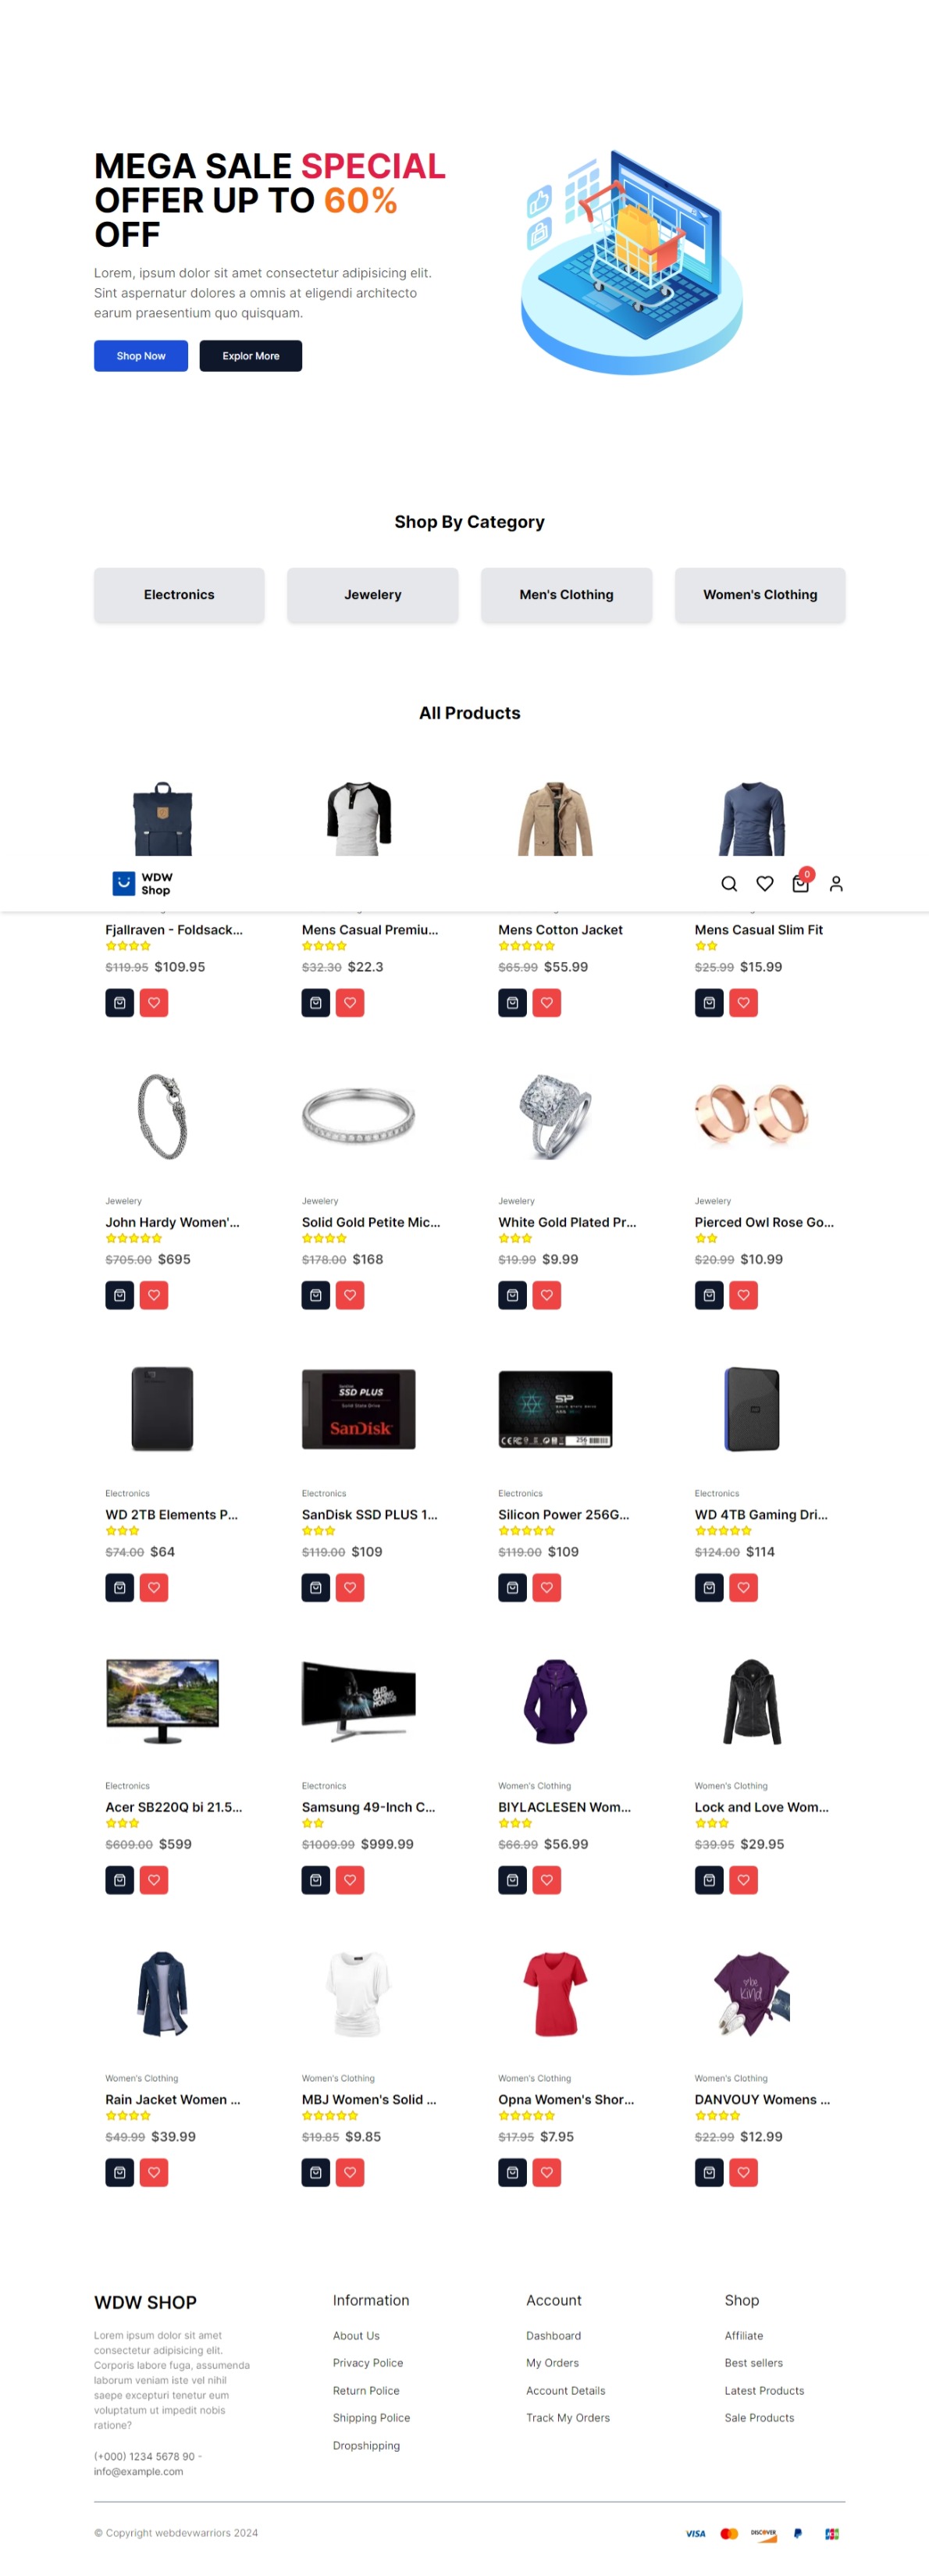 MEGA SALE SPECIAL
OFFER UP TO 60%
OFF
Lorem, ipsum dolor sit amet consectetur adipisicing elit.
Sint aspernatur dolores a omnis at eligendi architecto
earum praesentium quo quisquam.
Shop Now
Explor More
Shop By Category
Electronics
Jewelery
Men's Clothing
Women's Clothing
All Products
WDW
Shop
0
Fjallraven - Foldsack...
$119.95 $109.95
Mens Casual Premiu...
$32.30 $22.3
Mens Cotton Jacket
$65.99 $55.99
Mens Casual Slim Fit
$25.99 $15.99
Jewelery
John Hardy Women'...
$705.00 $695
Jewelery
Solid Gold Petite Mic...
$178.00 $168
Jewelery
White Gold Plated Pr...
$19.99 $9.99
Jewelery
Pierced Owl Rose Go...
$20.99 $10.99
Electronics
WD 2TB Elements P...
$74.00 $64
SSD PLUS
Solid State Drive
SanDisk
Electronics
SanDisk SSD PLUS 1...
$119.00 $109
SP
256
Electronics
Silicon Power 256G...
$119.00 $109
Electronics
WD 4TB Gaming Dri...
$124.00 $114
Electronics
Acer SB220Q bi 21.5...
$609.00 $599
QLED
GAMING
MONITOR
Electronics
Samsung 49-Inch C...
$1009.99 $999.99
Women's Clothing
BIYLACLESEN Wom...
$66.99 $56.99
Women's Clothing
Lock and Love Wom...
$39.95 $29.95
Women's Clothing
Rain Jacket Women ...
$49.99 $39.99
Women's Clothing
MBJ Women's Solid ...
$19.85 $9.85
Women's Clothing
Opna Women's Shor...
$17.95 $7.95
be
kind
Women's Clothing
DANVOUY Womens ...
$22.99 $12.99
WDW SHOP
Lorem ipsum dolor sit amet
consectetur adipisicing elit.
Corporis labore fuga, assumenda
laborum veniam iste vel nihil
saepe excepturi tenetur eum
voluptatum ut impedit nobis
ratione?
(+000) 1234 5678 90 -
info@example.com
Information
About Us
Privacy Police
Return Police
Shipping Police
Dropshipping
Account
Dashboard
My Orders
Account Details
Track My Orders
Shop
Affiliate
Best sellers
Latest Products
Sale Products
© Copyright webdevwarriors 2024
VISA
DISCOVER
JCB